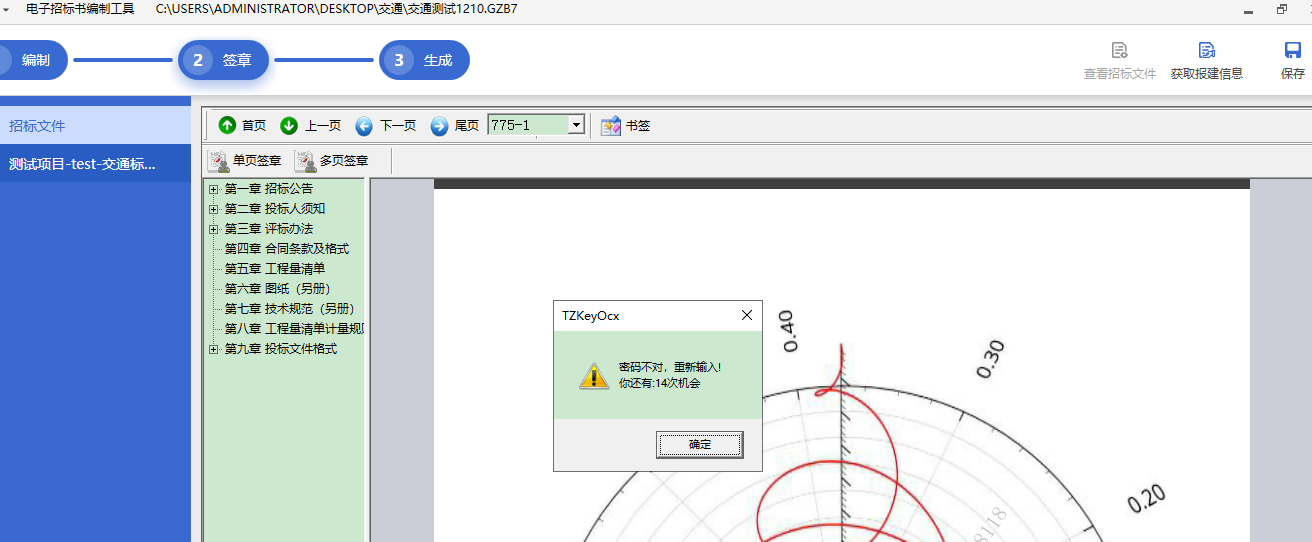 电子招标书编制工具 C:\USERS\ADMINISTRATOR\DESKTOP\交通\交通测试1210.GZB7
编制
2 签章
3 生成
查看招标文件
获取报建信息
保存
招标文件
测试项目-test-交通标...
首页 上一页 下一页 尾页 775-1 书签
单页签章 多页签章
第一章 招标公告
第二章 投标人须知
第三章 评标办法
第四章 合同条款及格式
第五章 工程量清单
第六章 图纸（另册）
第七章 技术规范（另册）
第八章 工程量清单计量规
第九章 投标文件格式
TZKeyOcx
密码不对，重新输入!
你还有:14次机会
确定
0.40
0.30
0.20